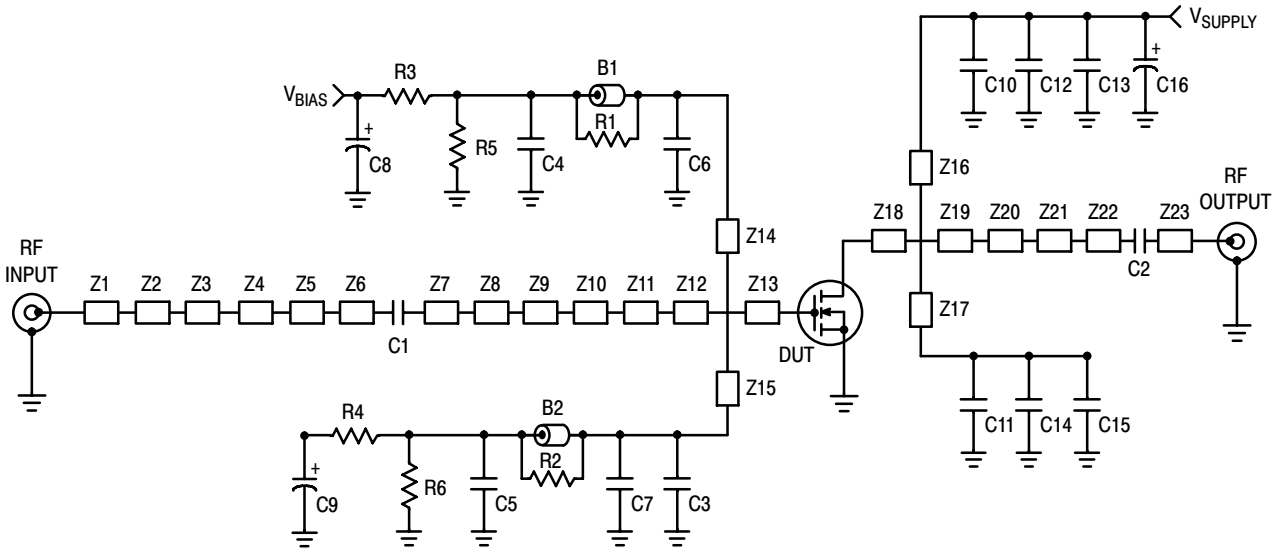 V_SUPPLY
+
C10 C12 C13 C16
B1
R3
V_BIAS
R1
+
C8 R5 C4 C6
Z16
RF OUTPUT
Z14
Z18 Z19 Z20 Z21 Z22 Z23
C2
RF INPUT
Z1 Z2 Z3 Z4 Z5 Z6 Z7 Z8 Z9 Z10 Z11 Z12 Z13
C1
DUT
Z17
Z15
R4 B2
R2
+
C9 R6 C5 C7 C3
C11 C14 C15